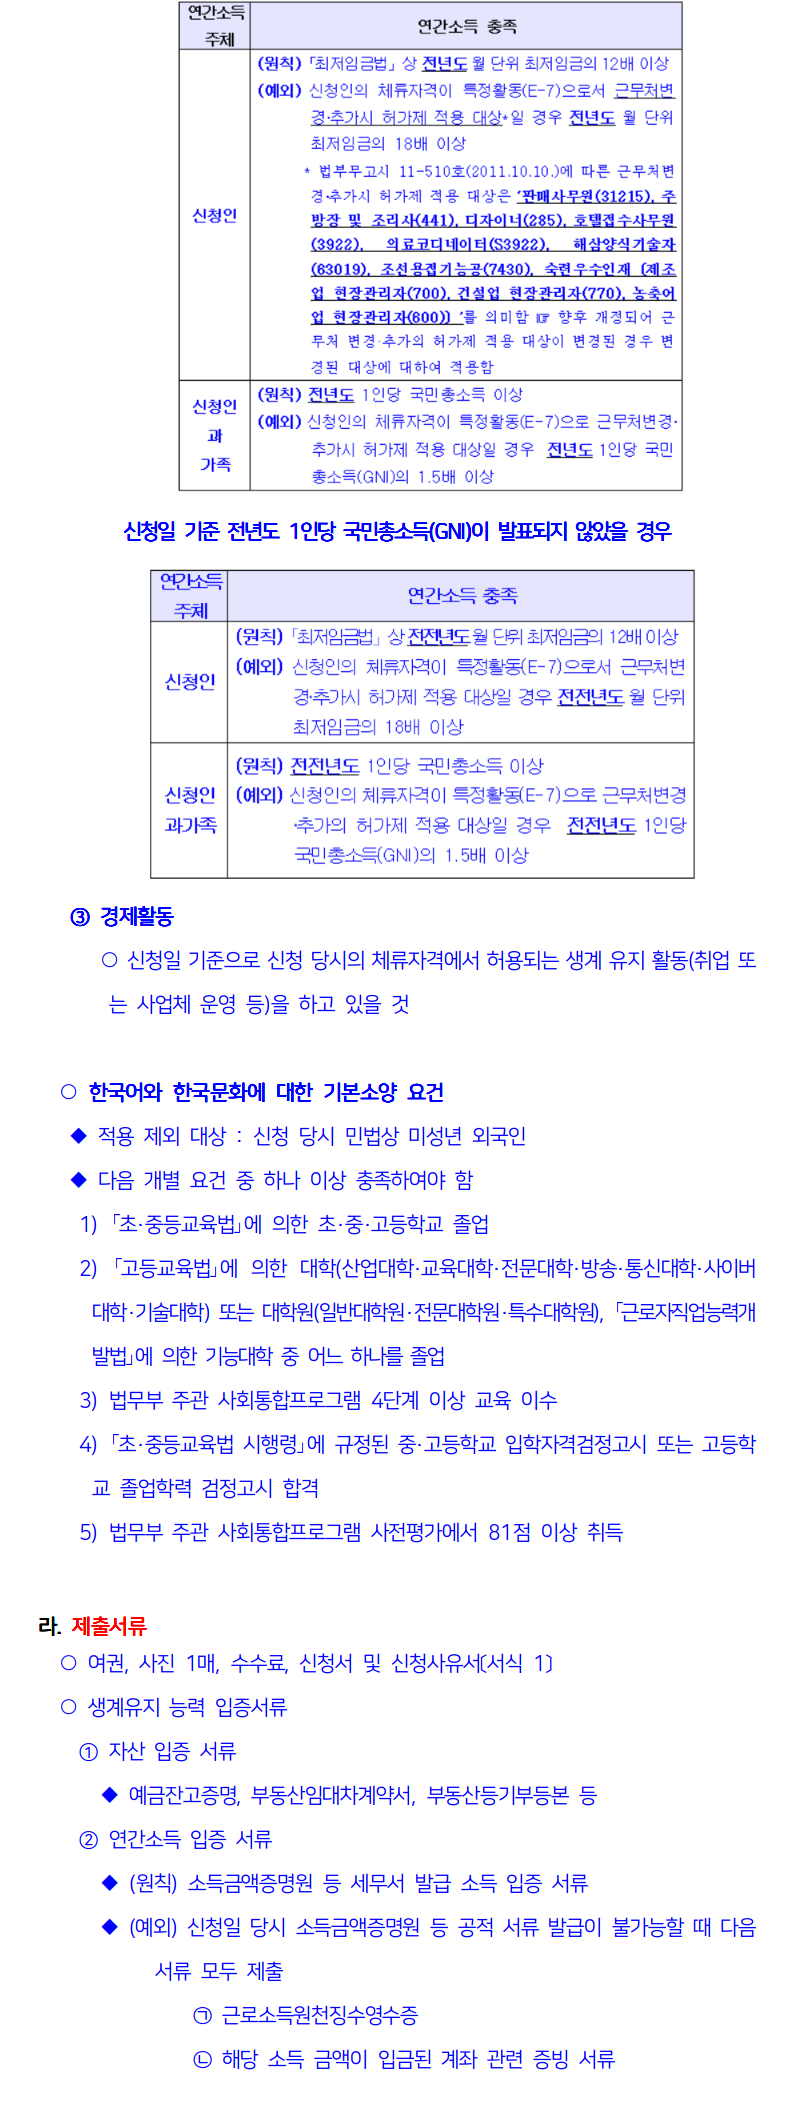 연간소득
주체
연간소득 충족
신청인
(원칙) 「최저임금법」 상 전년도 월 단위 최저임금의 12배 이상
(예외) 신청인의 체류자격이 특정활동(E-7)으로서 근무처변
경·추가시 허가제 적용 대상*일 경우 전년도 월 단위
최저임금의 18배 이상
* 법부무고시 11-510호(2011.10.10.)에 따른 근무처변
경·추가시 허가제 적용 대상은 '판매사무원(31215), 주
방장 및 조리사(441), 디자이너(285), 호텔접수사무원
(3922), 의료코디네이터(S3922), 해삼양식기술자
(63019), 조선용접기능공(7430), 숙련우수인재 [제조
업 현장관리자(700), 건설업 현장관리자(770), 농축어
업 현장관리자(600)] '를 의미함 ☞ 향후 개정되어 근
무처 변경·추가의 허가제 적용 대상이 변경된 경우 변
경된 대상에 대하여 적용함
신청인
과
가족
(원칙) 전년도 1인당 국민총소득 이상
(예외) 신청인의 체류자격이 특정활동(E-7)으로 근무처변경·
추가시 허가제 적용 대상일 경우 전년도 1인당 국민
총소득(GNI)의 1.5배 이상
신청일 기준 전년도 1인당 국민총소득(GNI)이 발표되지 않았을 경우
연간소득
주체
연간소득 충족
신청인
(원칙) 「최저임금법」 상 전전년도 월 단위 최저임금의 12배 이상
(예외) 신청인의 체류자격이 특정활동(E-7)으로서 근무처변
경·추가시 허가제 적용 대상일 경우 전전년도 월 단위
최저임금의 18배 이상
신청인
과가족
(원칙) 전전년도 1인당 국민총소득 이상
(예외) 신청인의 체류자격이 특정활동(E-7)으로 근무처변경
·추가의 허가제 적용 대상일 경우 전전년도 1인당
국민총소득(GNI)의 1.5배 이상
③ 경제활동
○ 신청일 기준으로 신청 당시의 체류자격에서 허용되는 생계 유지 활동(취업 또
는 사업체 운영 등)을 하고 있을 것
○ 한국어와 한국문화에 대한 기본소양 요건
◆ 적용 제외 대상 : 신청 당시 민법상 미성년 외국인
◆ 다음 개별 요건 중 하나 이상 충족하여야 함
1) 「초·중등교육법」에 의한 초·중·고등학교 졸업
2) 「고등교육법」에 의한 대학(산업대학·교육대학·전문대학·방송·통신대학·사이버
대학·기술대학) 또는 대학원(일반대학원·전문대학원·특수대학원), 「근로자직업능력개
발법」에 의한 기능대학 중 어느 하나를 졸업
3) 법무부 주관 사회통합프로그램 4단계 이상 교육 이수
4) 「초·중등교육법 시행령」에 규정된 중·고등학교 입학자격검정고시 또는 고등학
교 졸업학력 검정고시 합격
5) 법무부 주관 사회통합프로그램 사전평가에서 81점 이상 취득
라. 제출서류
○ 여권, 사진 1매, 수수료, 신청서 및 신청사유서〔서식 1〕
○ 생계유지 능력 입증서류
① 자산 입증 서류
◆ 예금잔고증명, 부동산임대차계약서, 부동산등기부등본 등
② 연간소득 입증 서류
◆ (원칙) 소득금액증명원 등 세무서 발급 소득 입증 서류
◆ (예외) 신청일 당시 소득금액증명원 등 공적 서류 발급이 불가능할 때 다음
서류 모두 제출
㉠ 근로소득원천징수영수증
㉡ 해당 소득 금액이 입금된 계좌 관련 증빙 서류